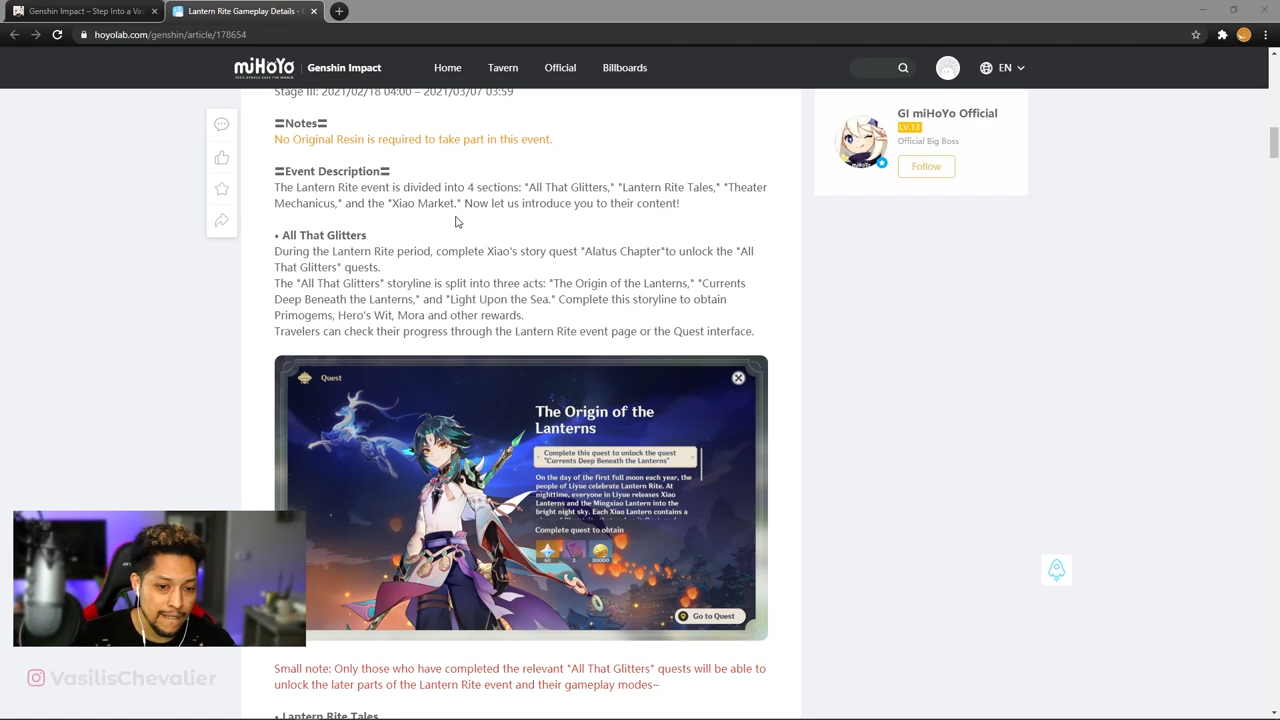 Genshin Impact – Step Into a Vas
Lantern Rite Gameplay Details -
hoyolab.com/genshin/article/178654
miHoYo
TECH OTAKUS SAVE THE WORLD
Genshin Impact
Home
Tavern
Official
Billboards
EN
Stage III: 2021/02/18 04:00 – 2021/03/07 03:59
〓Notes〓
No Original Resin is required to take part in this event.
〓Event Description〓
The Lantern Rite event is divided into 4 sections: "All That Glitters," "Lantern Rite Tales," "Theater
Mechanicus," and the "Xiao Market." Now let us introduce you to their content!
• All That Glitters
During the Lantern Rite period, complete Xiao's story quest "Alatus Chapter"to unlock the "All
That Glitters" quests.
The "All That Glitters" storyline is split into three acts: "The Origin of the Lanterns," "Currents
Deep Beneath the Lanterns," and "Light Upon the Sea." Complete this storyline to obtain
Primogems, Hero's Wit, Mora and other rewards.
Travelers can check their progress through the Lantern Rite event page or the Quest interface.
GI miHoYo Official
LV.13
Official Big Boss
Follow
Quest
The Origin of the
Lanterns
Complete this quest to unlock the quest
"Currents Deep Beneath the Lanterns"
On the day of the first full moon each year, the
people of Liyue celebrate Lantern Rite. At
nighttime, everyone in Liyue releases Xiao
Lanterns and the Mingxiao Lantern into the
bright night sky. Each Xiao Lantern contains a
Complete quest to obtain
60 3 30000
Go to Quest
VasilisChevalier
Small note: Only those who have completed the relevant "All That Glitters" quests will be able to
unlock the later parts of the Lantern Rite event and their gameplay modes~
• Lantern Rite Tales